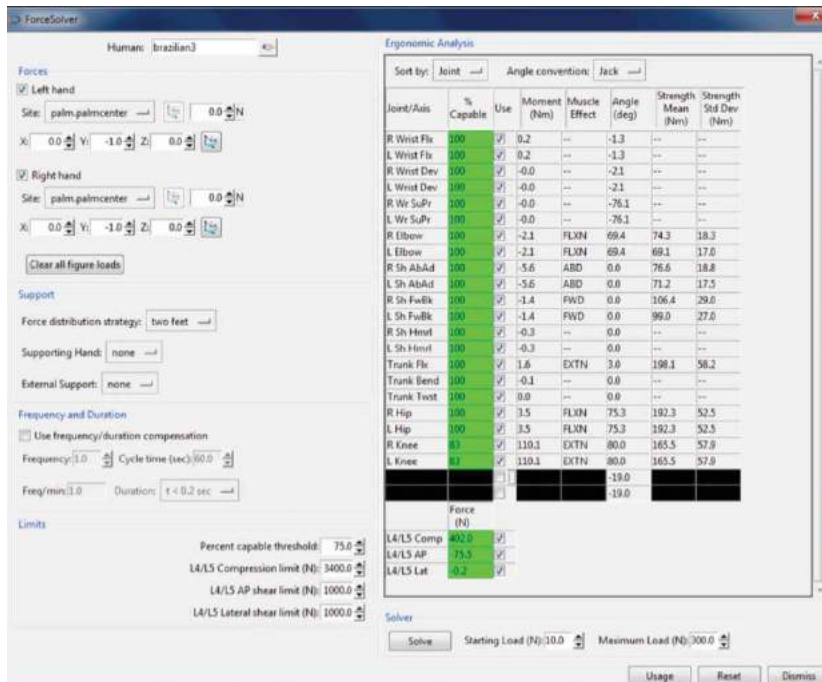 ForceSolver
Human: brazilian3
Forces
Left hand
Site: palm.palmcenter 0.0 N
X: 0.0 Y: -1.0 Z: 0.0
Right hand
Site: palm.palmcenter 0.0 N
X: 0.0 Y: -1.0 Z: 0.0
Clear all figure loads
Support
Force distribution strategy: two feet
Supporting Hand: none
External Support: none
Frequency and Duration
Use frequency/duration compensation
Frequency: 1.0 Cycle time (sec): 60.0
Freq/min: 1.0 Duration: t < 0.2 sec
Limits
Percent capable threshold: 75.0
L4/L5 Compression limit (N): 3400.0
L4/L5 AP shear limit (N): 1000.0
L4/L5 Lateral shear limit (N): 1000.0
Ergonomic Analysis
Sort by: Joint Angle convention: Jack
Joint/Axis % Capable Use Moment (Nm) Muscle Effect Angle (deg) Strength Mean (Nm) Strength Std Dev (Nm)
R Wrist Flx 100 0.2 -- -1.3 -- --
L Wrist Flx 100 0.2 -- -1.3 -- --
R Wrist Dev 100 -0.0 -- -2.1 -- --
L Wrist Dev 100 -0.0 -- -2.1 -- --
R Wr SuPr 100 -0.0 -- -76.1 -- --
L Wr SuPr 100 -0.0 -- -76.1 -- --
R Elbow 100 -2.1 FLXN 69.4 74.3 18.3
L Elbow 100 -2.1 FLXN 69.4 69.1 17.0
R Sh AbAd 100 -5.6 ABD 0.0 76.6 18.8
L Sh AbAd 100 -5.6 ABD 0.0 71.2 17.5
R Sh FwBk 100 -1.4 FWD 0.0 106.4 29.0
L Sh FwBk 100 -1.4 FWD 0.0 99.0 27.0
R Sh Hmrl 100 -0.3 -- 0.0 -- --
L Sh Hmrl 100 -0.3 -- 0.0 -- --
Trunk Flx 100 1.6 EXTN 3.0 198.1 58.2
Trunk Bend 100 -0.1 -- 0.0 -- --
Trunk Twst 100 0.0 -- 0.0 -- --
R Hip 100 3.5 FLXN 75.3 192.3 52.5
L Hip 100 3.5 FLXN 75.3 192.3 52.5
R Knee 83 110.1 EXTN 80.0 165.5 57.9
L Knee 83 110.1 EXTN 80.0 165.5 57.9
-19.0
-19.0
Force (N)
L4/L5 Comp 402.0
L4/L5 AP -75.5
L4/L5 Lat -0.2
Solver
Solve Starting Load (N): 10.0 Maximum Load (N): 300.0
Usage Reset Dismiss